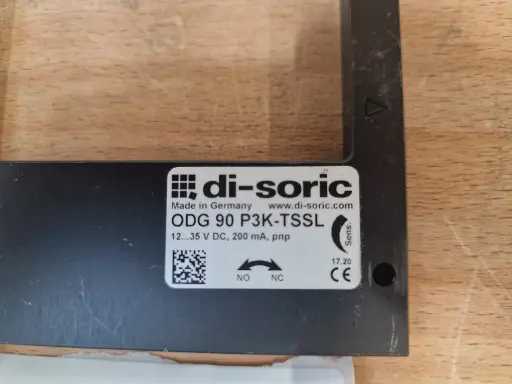 di-soric
Made in Germany www.di-soric.com
ODG 90 P3K-TSSL
12...35 V DC, 200 mA, pnp
Sens.
17.20
NO NC
CE